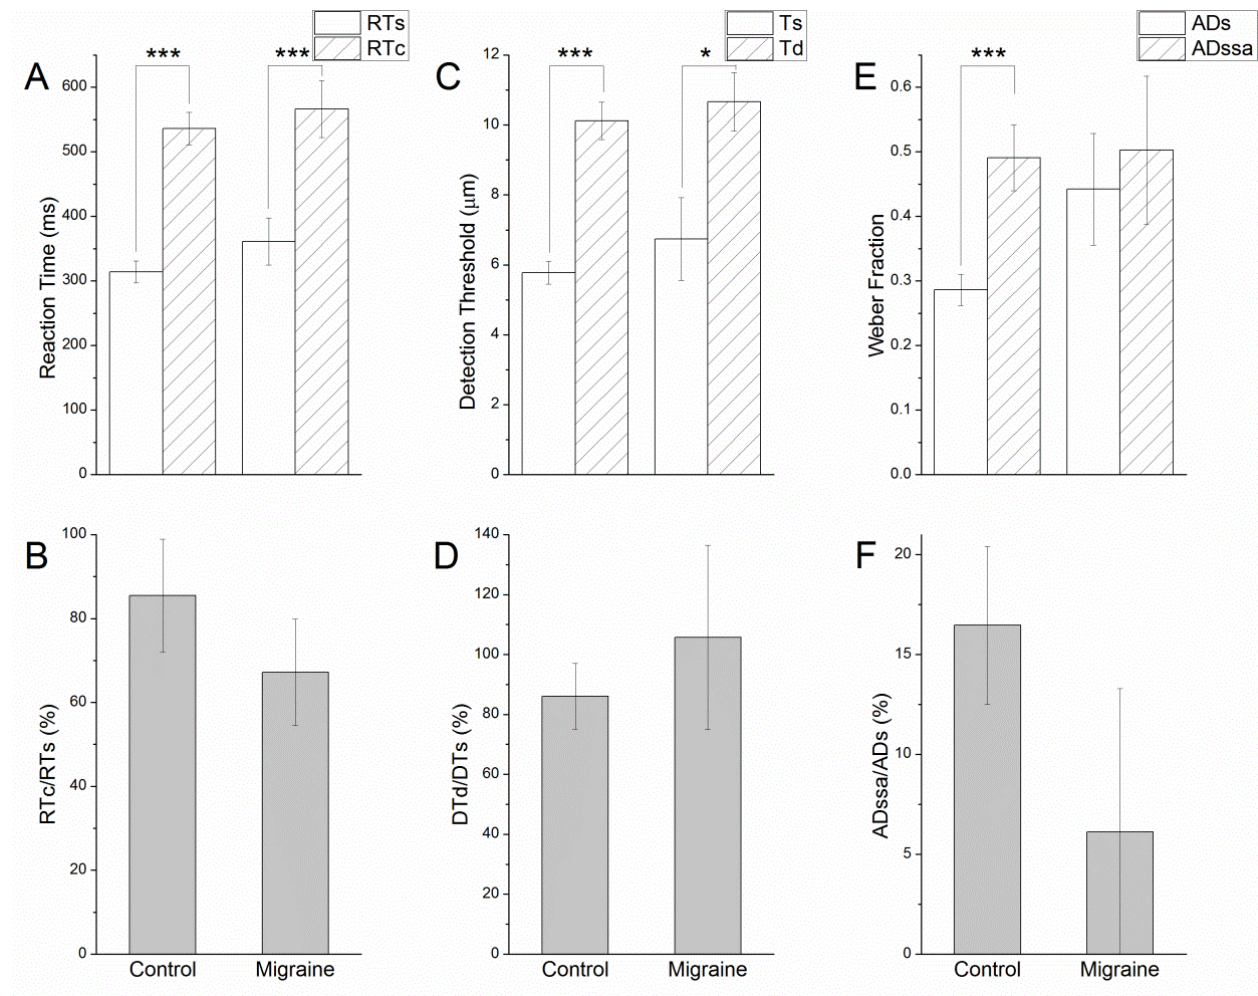 RTs
RTc
Ts
Td
ADs
ADssa
A
***
***
600
500
400
300
200
100
0
Reaction Time (ms)
C
***
*
12
10
8
6
4
2
0
Detection Threshold (μm)
E
***
0.6
0.5
0.4
0.3
0.2
0.1
0.0
Weber Fraction
B
100
80
60
40
20
0
RTc/RTs (%)
Control Migraine
D
140
120
100
80
60
40
20
0
DTd/DTs (%)
Control Migraine
F
20
15
10
5
0
ADssa/ADs (%)
Control Migraine